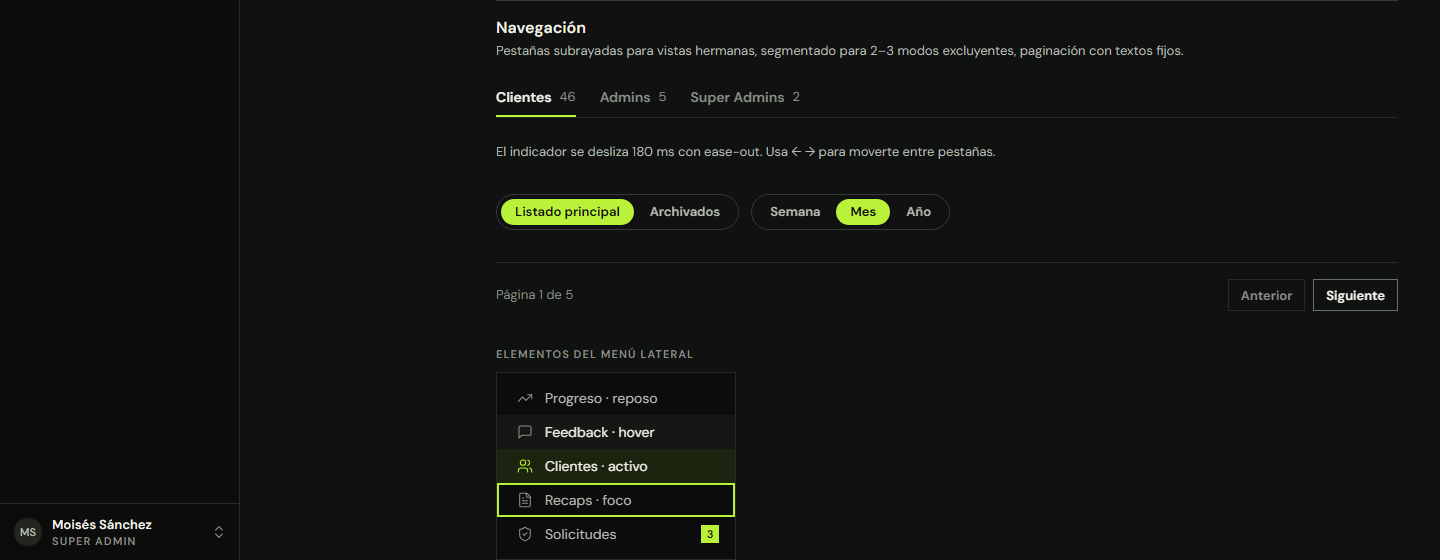 Navegación
Pestañas subrayadas para vistas hermanas, segmentado para 2–3 modos excluyentes, paginación con textos fijos.
Clientes 46 Admins 5 Super Admins 2
El indicador se desliza 180 ms con ease-out. Usa ← → para moverte entre pestañas.
Listado principal Archivados Semana Mes Año
Página 1 de 5 Anterior Siguiente
ELEMENTOS DEL MENÚ LATERAL
Progreso · reposo
Feedback · hover
Clientes · activo
Recaps · foco
Solicitudes 3
MS Moisés Sánchez
SUPER ADMIN